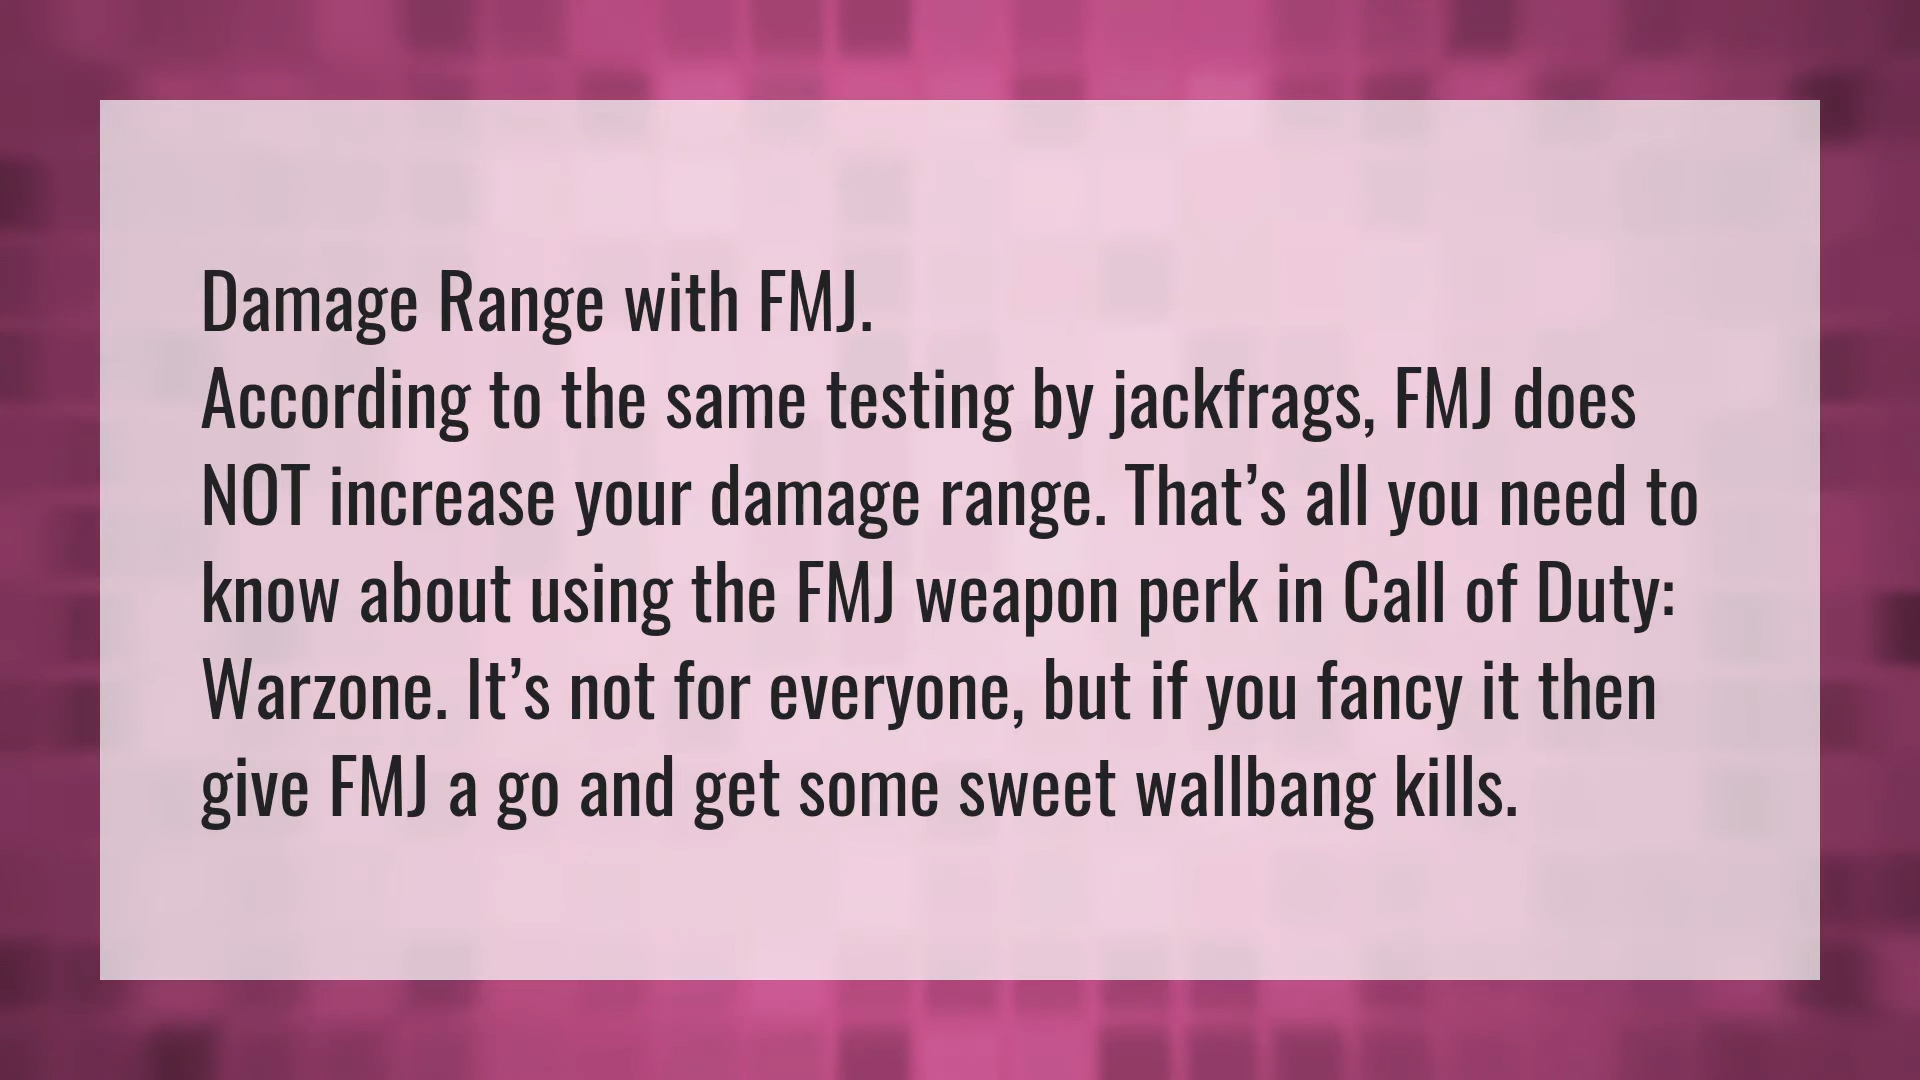 Damage Range with FMJ.
According to the same testing by jackfrags, FMJ does
NOT increase your damage range. That’s all you need to
know about using the FMJ weapon perk in Call of Duty:
Warzone. It’s not for everyone, but if you fancy it then
give FMJ a go and get some sweet wallbang kills.